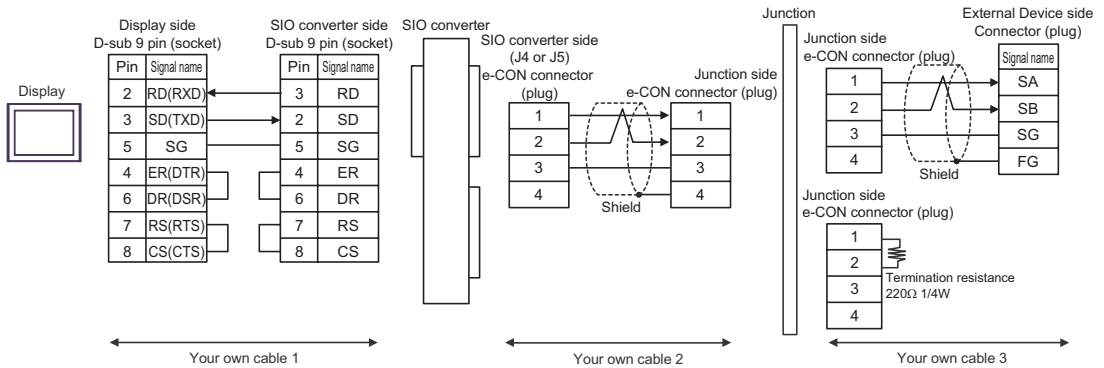 Display
Display side
D-sub 9 pin (socket)
Pin Signal name
2 RD(RXD)
3 SD(TXD)
5 SG
4 ER(DTR)
6 DR(DSR)
7 RS(RTS)
8 CS(CTS)
SIO converter side
D-sub 9 pin (socket)
Pin Signal name
3 RD
2 SD
5 SG
4 ER
6 DR
7 RS
8 CS
Your own cable 1
SIO converter
SIO converter side
(J4 or J5)
e-CON connector
(plug)
1
2
3
4
Shield
Junction side
e-CON connector (plug)
1
2
3
4
Your own cable 2
Junction
Junction side
e-CON connector (plug)
1
2
3
4
Shield
External Device side
Connector (plug)
Signal name
SA
SB
SG
FG
Junction side
e-CON connector (plug)
1
2
3
4
Termination resistance
220Ω 1/4W
Your own cable 3